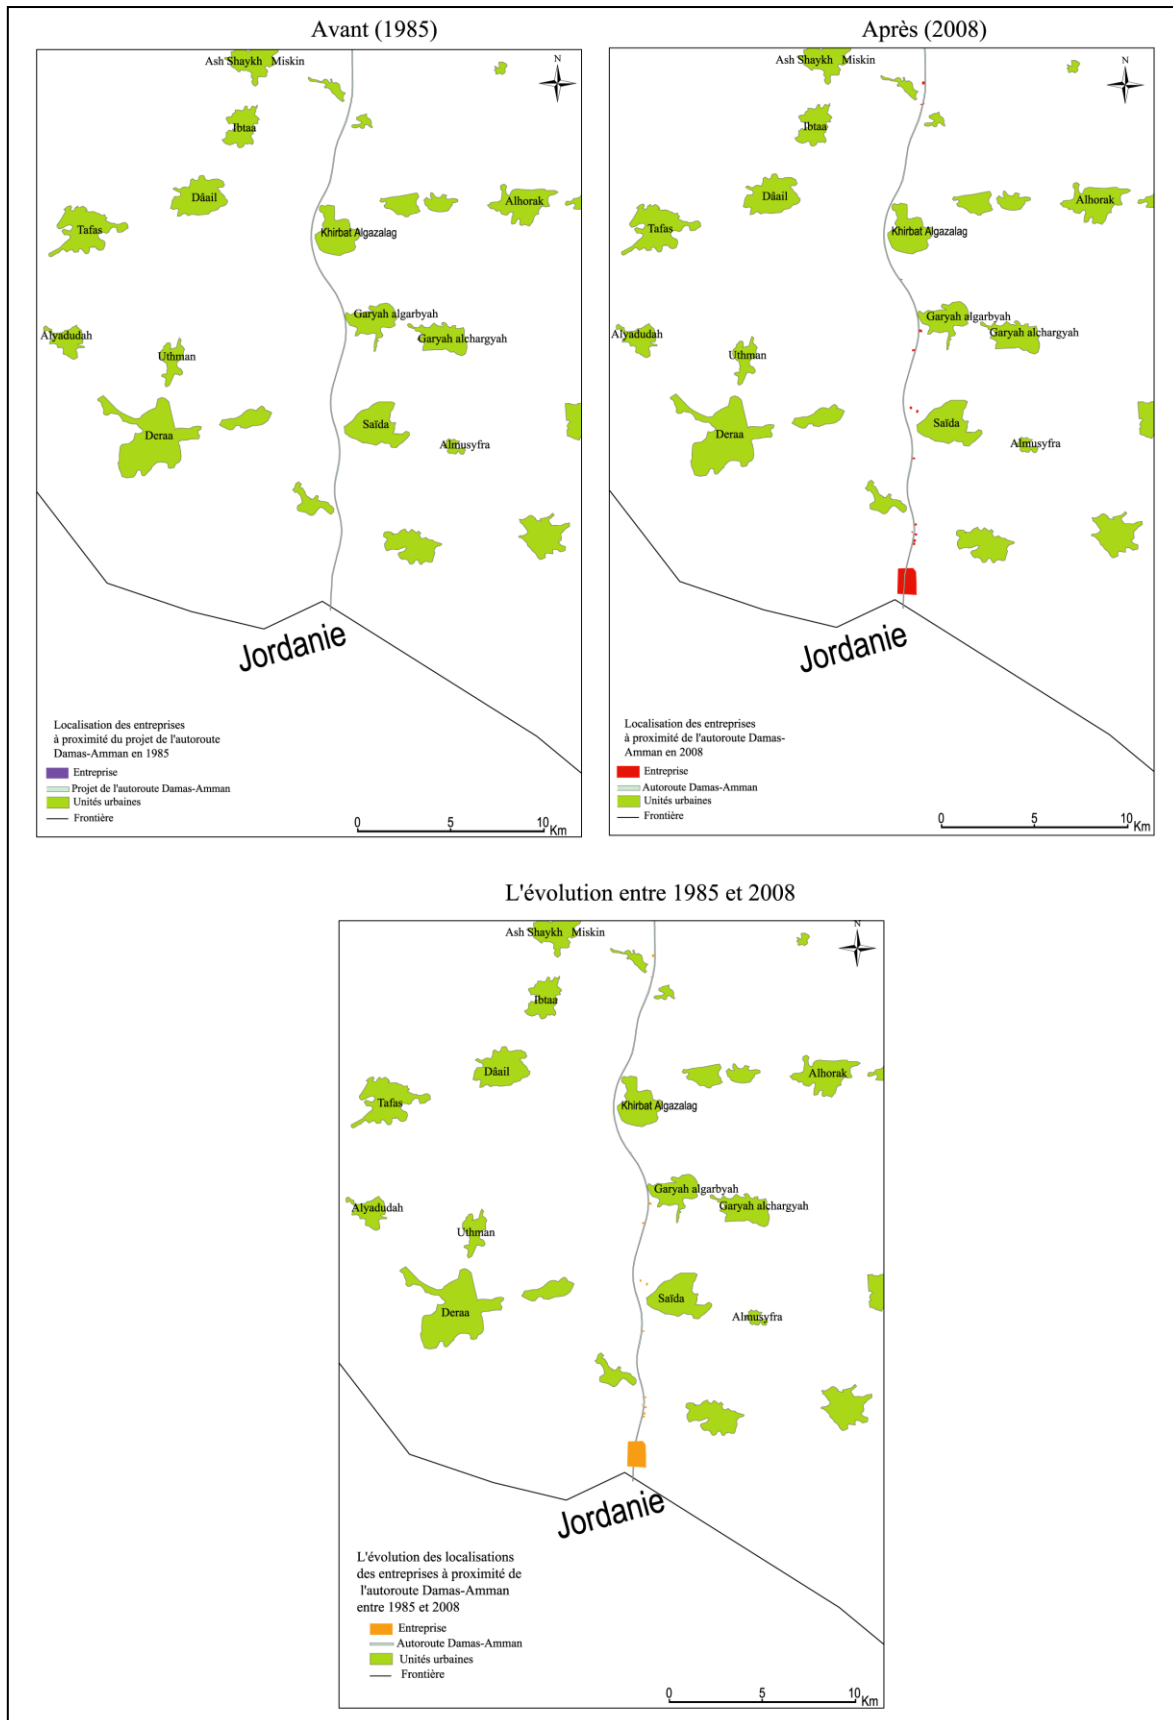 Avant (1985)
Ash Shaykh Miskin
N
Ibtaa
Dâail
Alhorak
Tafas
Khirbat Algazalag
Garyah algarbyah
Alyadudah
Garyah alchargyah
Uthman
Saïda
Deraa
Almusyfra
Jordanie
Localisation des entreprises
à proximité du projet de l'autoroute
Damas-Amman en 1985
Entreprise
Projet de l'autoroute Damas-Amman
Unités urbaines
Frontière
0 5 10 Km
Après (2008)
Ash Shaykh Miskin
N
Ibtaa
Dâail
Alhorak
Tafas
Khirbat Algazalag
Garyah algarbyah
Alyadudah
Garyah alchargyah
Uthman
Saïda
Deraa
Almusyfra
Jordanie
Localisation des entreprises
à proximité de l'autoroute Damas-
Amman en 2008
Entreprise
Autoroute Damas-Amman
Unités urbaines
Frontière
0 5 10 Km
L'évolution entre 1985 et 2008
Ash Shaykh Miskin
N
Ibtaa
Dâail
Alhorak
Tafas
Khirbat Algazalag
Garyah algarbyah
Alyadudah
Garyah alchargyah
Uthman
Saïda
Deraa
Almusyfra
Jordanie
L'évolution des localisations
des entreprises à proximité de
l'autoroute Damas-Amman
entre 1985 et 2008
Entreprise
Autoroute Damas-Amman
Unités urbaines
Frontière
0 5 10 Km